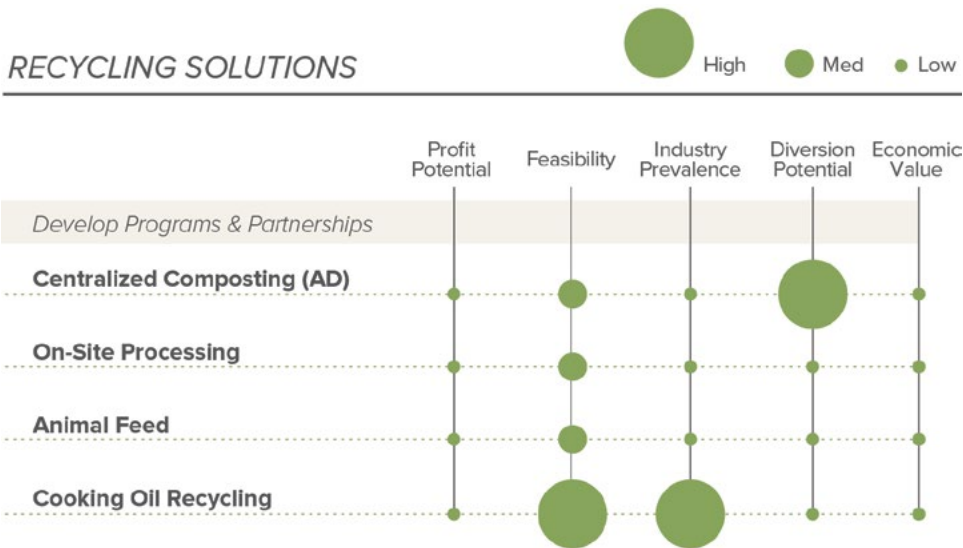 RECYCLING SOLUTIONS
High
Med
Low
Profit Potential
Feasibility
Industry Prevalence
Diversion Potential
Economic Value
Develop Programs & Partnerships
Centralized Composting (AD)
On-Site Processing
Animal Feed
Cooking Oil Recycling